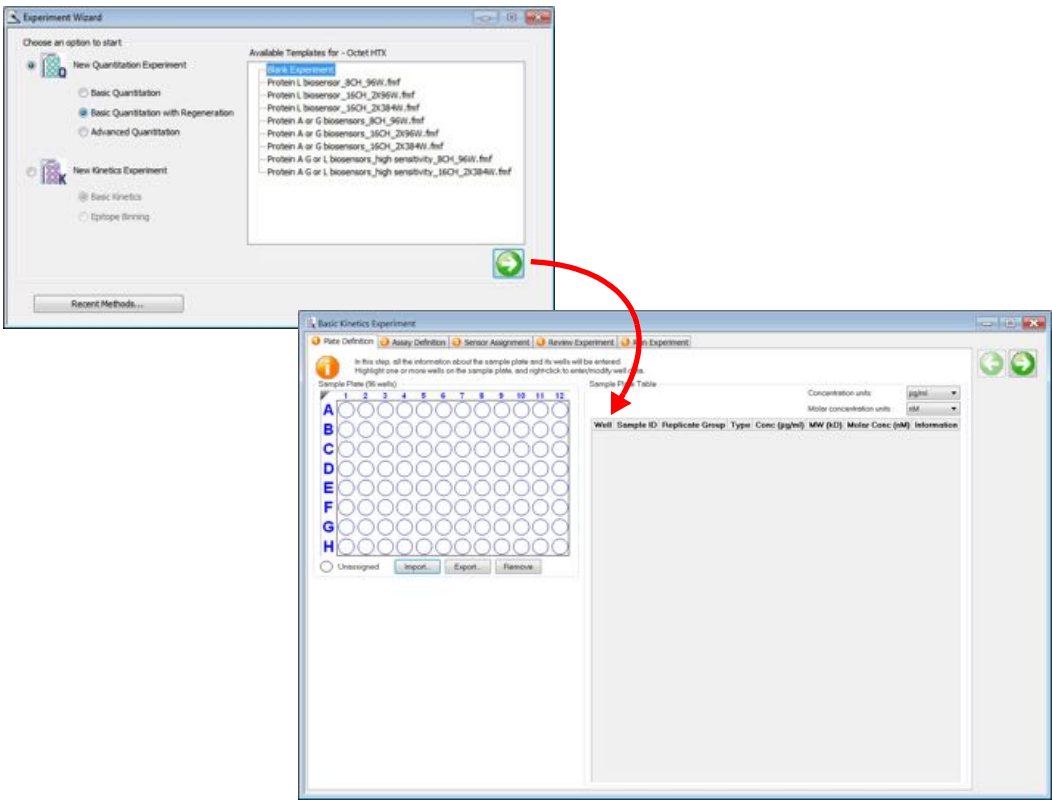 Experiment Wizard
Choose an option to start
New Quantitation Experiment
Basic Quantitation
Basic Quantitation with Regeneration
Advanced Quantitation
New Kinetics Experiment
Basic Kinetics
Epitope Binning
Available Templates for - Octet HTX
Blank Experiment
Protein L biosensor_8CH_96W.fmf
Protein L biosensor_16CH_2X96W.fmf
Protein L biosensor_16CH_2X384W.fmf
Protein A or G biosensors_8CH_96W.fmf
Protein A or G biosensors_16CH_2X96W.fmf
Protein A or G biosensors_16CH_2X384W.fmf
Protein A G or L biosensors_high sensitivity_8CH_96W.fmf
Protein A G or L biosensors_high sensitivity_16CH_2X384W.fmf
Recent Methods...
Basic Kinetics Experiment
Plate Definition Assay Definition Sensor Assignment Review Experiment Run Experiment
In this step, all the information about the sample plate and its wells will be entered.
Highlight one or more wells on the sample plate, and right-click to enter/modify well data.
Sample Plate (96 wells)
1 2 3 4 5 6 7 8 9 10 11 12
A
B
C
D
E
F
G
H
Unassigned Import... Export... Remove
Sample Plate Table
Concentration units µg/ml
Molar concentration units nM
Well Sample ID Replicate Group Type Conc (µg/ml) MW (kD) Molar Conc (nM) Information